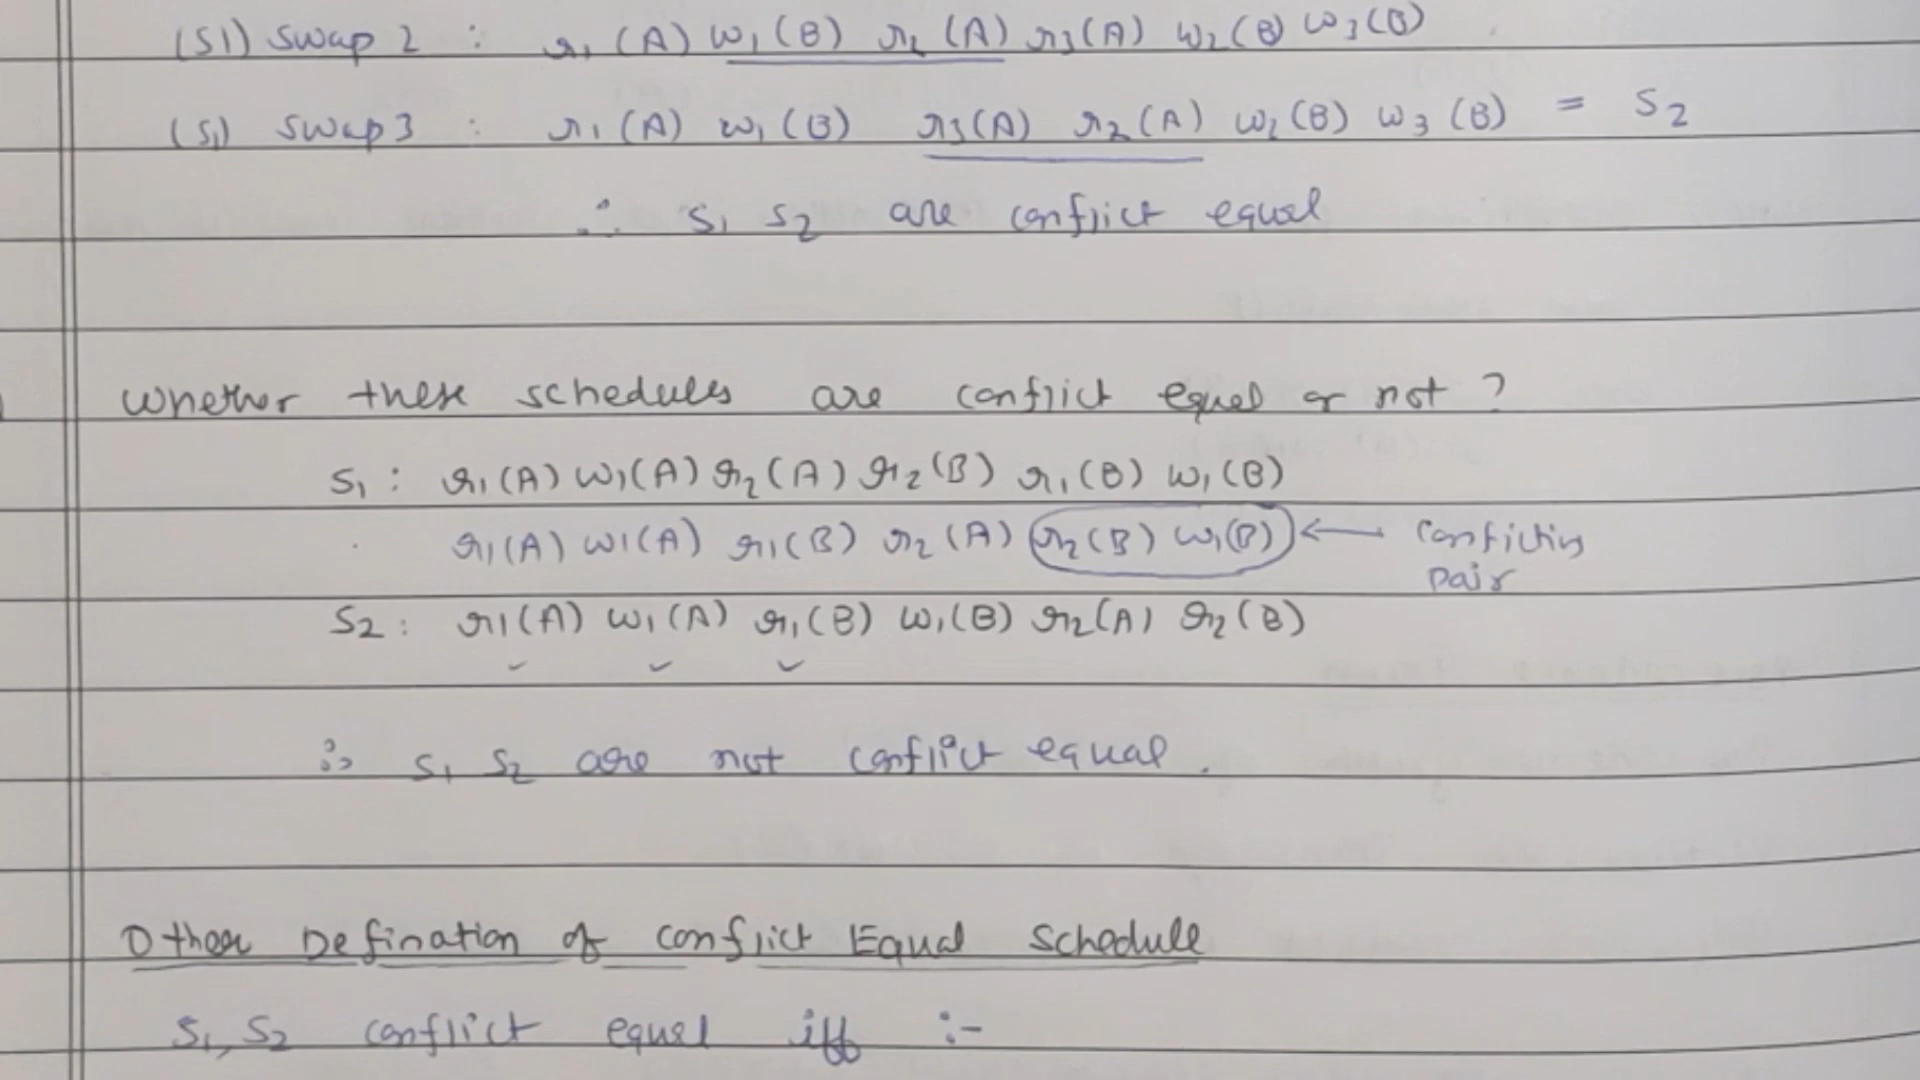 (S1) swap 2 : r1 (A) w1 (B) r2 (A) r3 (A) w2 (B) w3 (B)
(S1) swap 3 : r1 (A) w1 (B) r3(A) r2 (A) w2 (B) w3 (B) = S2
∴ S1 S2 are conflict equal
Whether these schedules are conflict equal or not ?
S1 : r1 (A) w1(A) r2 (A) r2 (B) r1 (B) w1 (B)
r1(A) w1(A) r1(B) r2 (A) r2(B) w1(B) ← Conflicting
pair
S2 : r1(A) w1(A) r1(B) w1(B) r2(A) r2(B)
∴ S1 S2 are not conflict equal .
Other Defination of conflict Equal Schedule
S1, S2 conflict equal iff :-